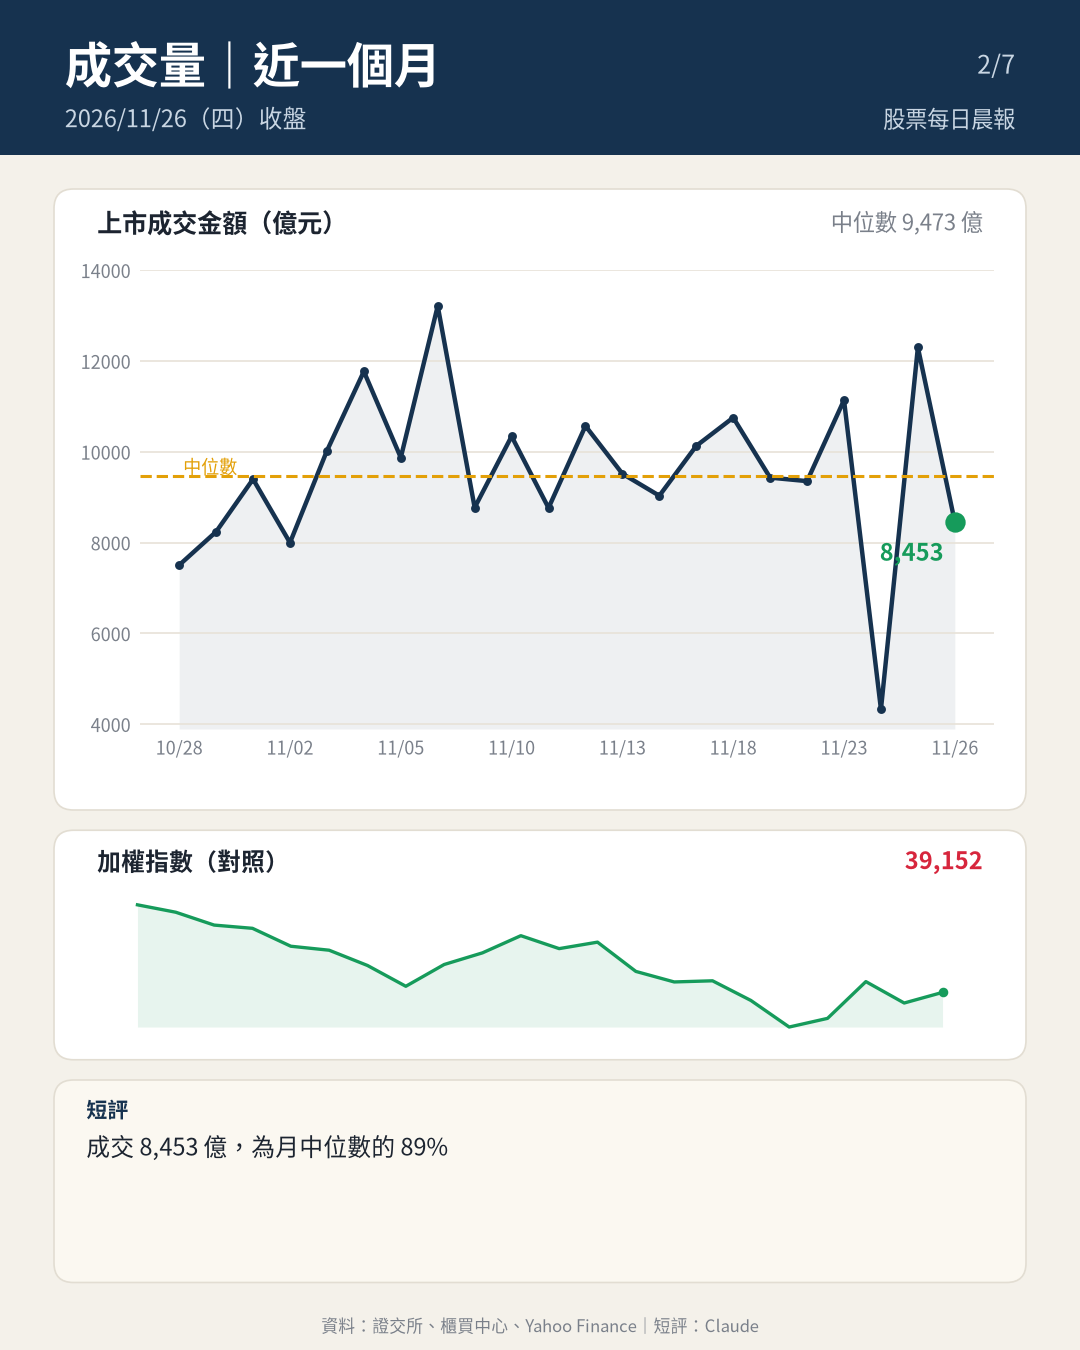 成交量｜近一個月
2/7
2026/11/26（四）收盤
股票每日晨報
上市成交金額（億元）
中位數 9,473 億
14000
12000
10000
中位數
8000
8,453
6000
4000
10/28 11/02 11/05 11/10 11/13 11/18 11/23 11/26
加權指數（對照）
39,152
短評
成交 8,453 億，為月中位數的 89%
資料：證交所、櫃買中心、Yahoo Finance｜短評：Claude